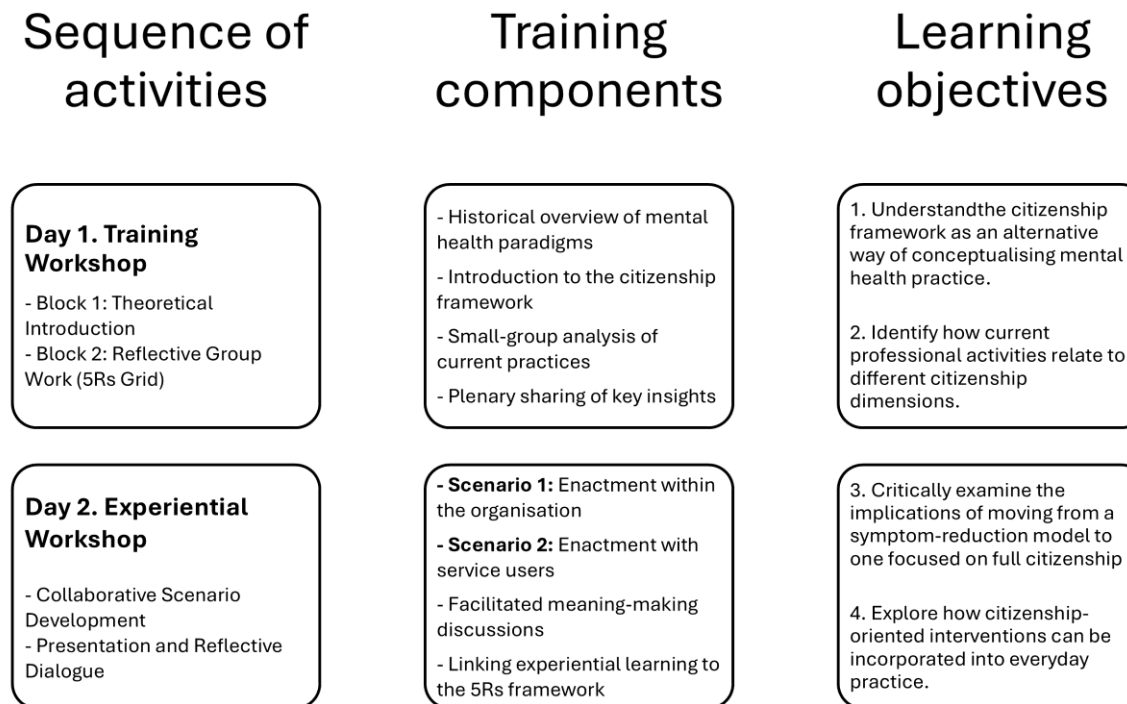 Sequence of
activities
Training
components
Learning
objectives
Day 1. Training
Workshop
- Block 1: Theoretical
Introduction
- Block 2: Reflective Group
Work (5Rs Grid)
- Historical overview of mental
health paradigms
- Introduction to the citizenship
framework
- Small-group analysis of
current practices
- Plenary sharing of key insights
1. Understandthe citizenship
framework as an alternative
way of conceptualising mental
health practice.
2. Identify how current
professional activities relate to
different citizenship
dimensions.
Day 2. Experiential
Workshop
- Collaborative Scenario
Development
- Presentation and Reflective
Dialogue
- Scenario 1: Enactment within
the organisation
- Scenario 2: Enactment with
service users
- Facilitated meaning-making
discussions
- Linking experiential learning to
the 5Rs framework
3. Critically examine the
implications of moving from a
symptom-reduction model to
one focused on full citizenship
4. Explore how citizenship-
oriented interventions can be
incorporated into everyday
practice.